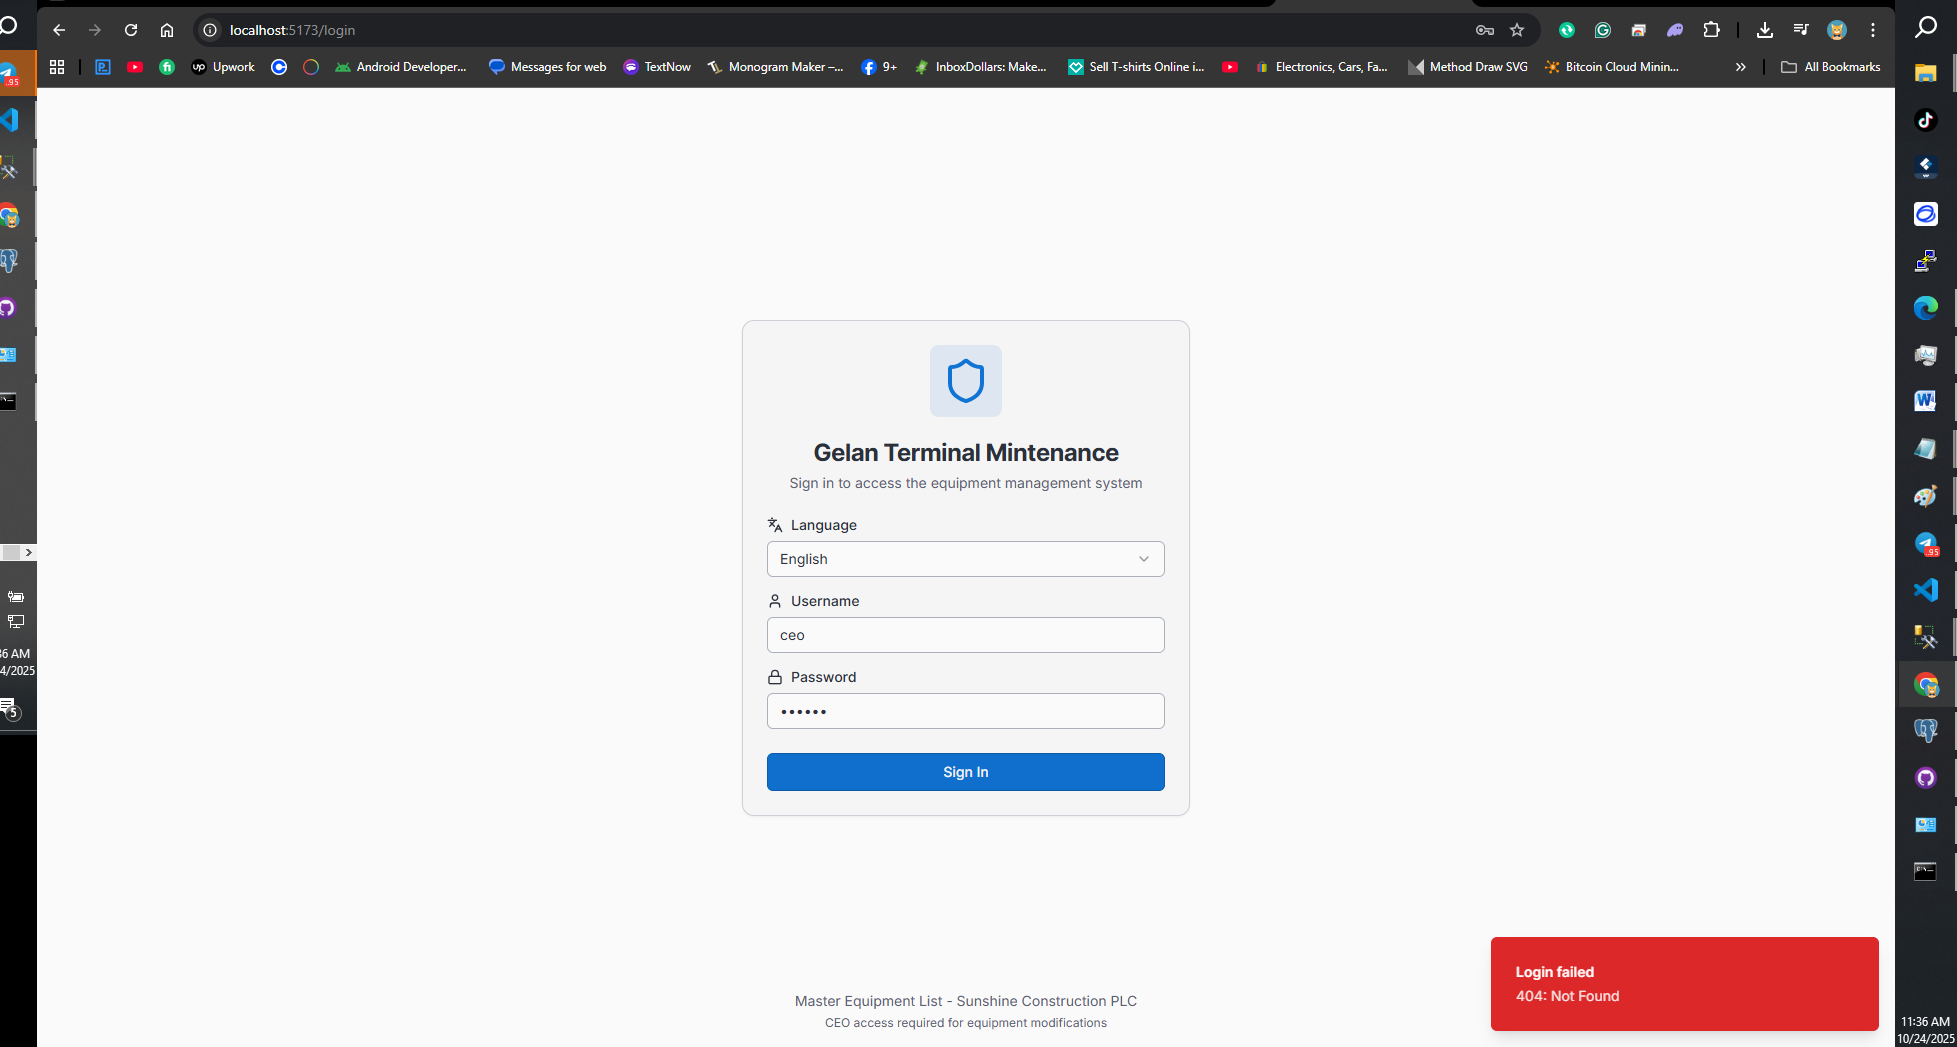 localhost:5173/login
Upwork
Android Developer...
Messages for web
TextNow
Monogram Maker –...
9+
InboxDollars: Make...
Sell T-shirts Online i...
Electronics, Cars, Fa...
Method Draw SVG
Bitcoin Cloud Minin...
All Bookmarks
Gelan Terminal Mintenance
Sign in to access the equipment management system
Language
English
Username
ceo
Password
••••••
Sign In
Login failed
404: Not Found
Master Equipment List - Sunshine Construction PLC
CEO access required for equipment modifications
.95
36 AM
4/2025
5
.95
11:36 AM
10/24/2025